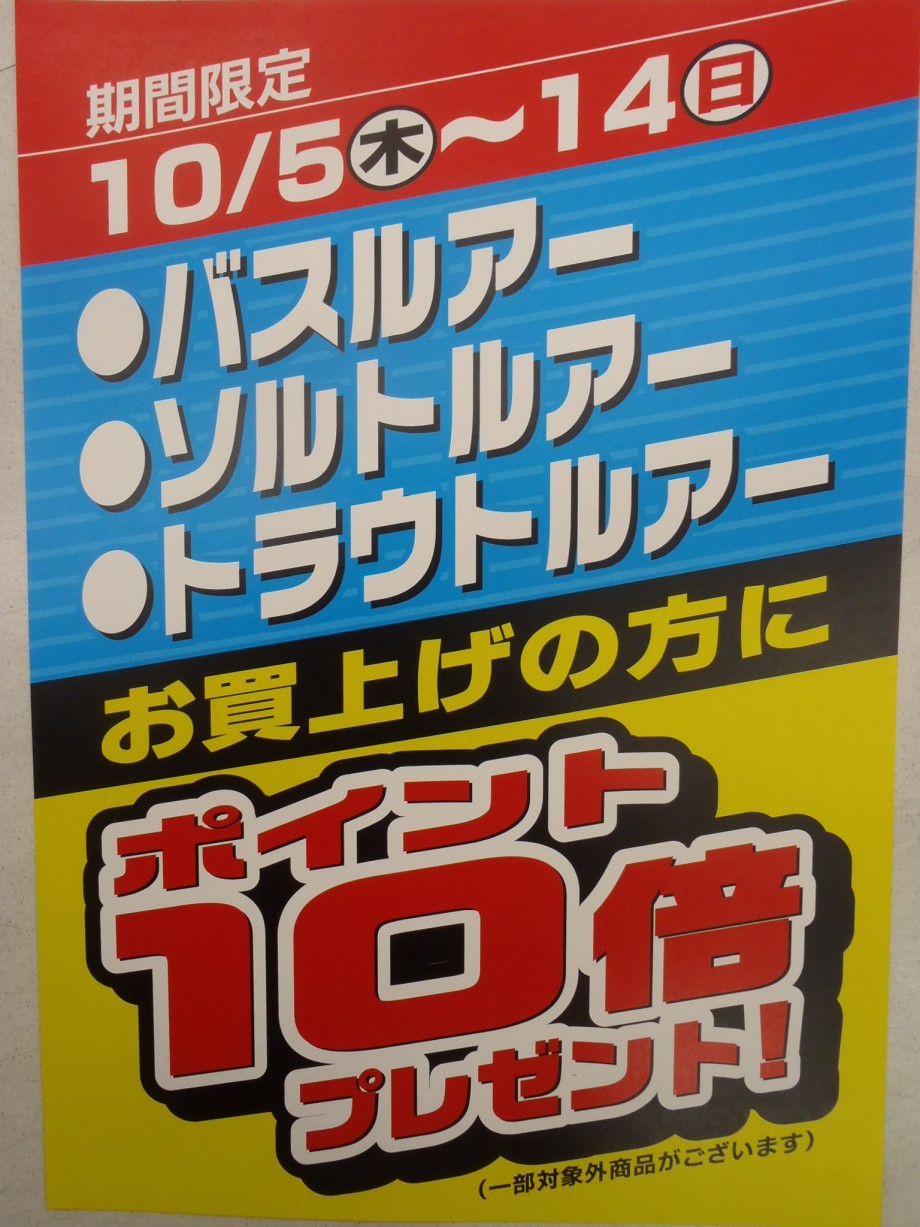 期間限定
10/5㊍〜14㊐
●バスルアー
●ソルトルアー
●トラウトルアー
お買上げの方に
ポイント
10倍
プレゼント!
(一部対象外商品がございます)